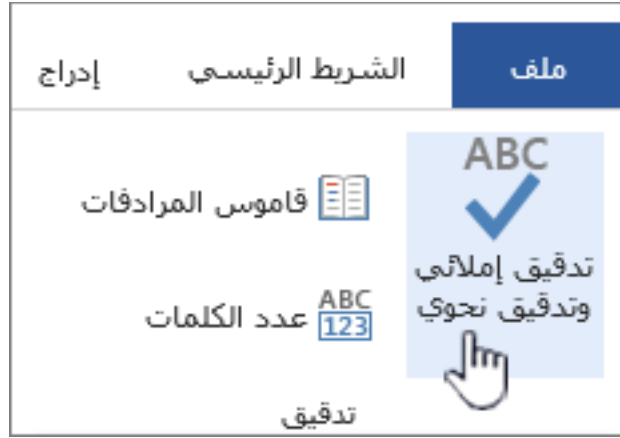 ملف الشريط الرئيسي إدراج
ABC
تدقيق إملائي
وتدقيق نحوي
قاموس المرادفات
ABC
123
عدد الكلمات
تدقيق